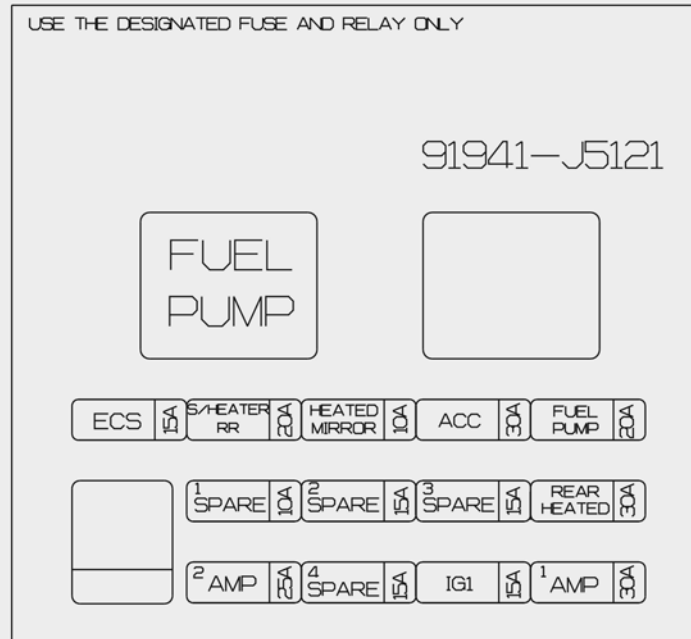 USE THE DESIGNATED FUSE AND RELAY ONLY
91941-J5121
FUEL
PUMP
ECS 15A
S/HEATER
RR 20A
HEATED
MIRROR 10A
ACC 30A
FUEL
PUMP 20A
1 SPARE 10A
2 SPARE 15A
3 SPARE 15A
REAR
HEATED 30A
2 AMP 25A
4 SPARE 15A
IG1 15A
1 AMP 30A